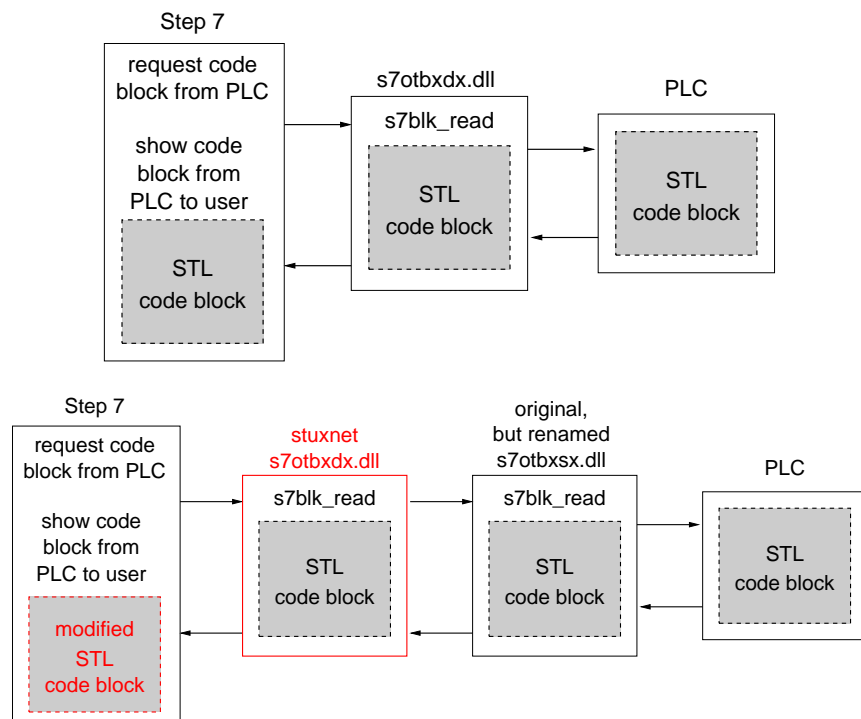 Step 7
request code
block from PLC
show code
block from
PLC to user
STL
code block
s7otbxdx.dll
s7blk_read
STL
code block
PLC
STL
code block
Step 7
request code
block from PLC
show code
block from
PLC to user
modified
STL
code block
stuxnet
s7otbxdx.dll
s7blk_read
STL
code block
original,
but renamed
s7otbxsx.dll
s7blk_read
STL
code block
PLC
STL
code block